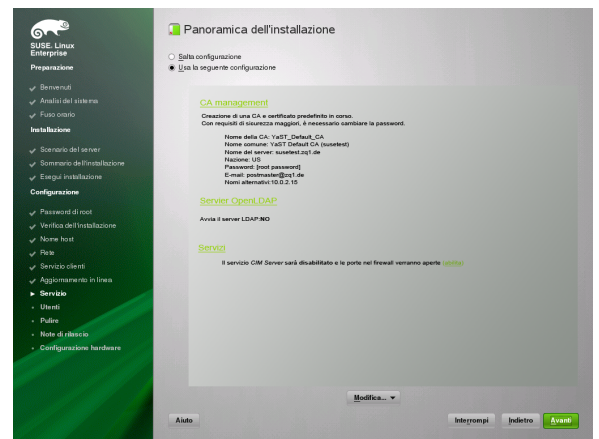 SUSE. Linux
Enterprise
Preparazione
Benvenuti
Analisi del sistema
Fuso orario
Installazione
Scenario del server
Sommario dell'installazione
Esegui installazione
Configurazione
Password di root
Verifica dell'installazione
Nome host
Rete
Servizio clienti
Aggiornamento in linea
Servizio
Utenti
Pulire
Note di rilascio
Configurazione hardware
Panoramica dell'installazione
Salta configurazione
Usa la seguente configurazione
CA management
Creazione di una CA e certificato predefinito in corso.
Con requisiti di sicurezza maggiori, è necessario cambiare la password.
Nome della CA: YaST_Default_CA
Nome comune: YaST Default CA (susetest)
Nome del server: susetest.zq1.de
Nazione: US
Password: [root password]
E-mail: postmaster@zq1.de
Nomi alternativi:10.0.2.15
Server OpenLDAP
Avvia il server LDAP:NO
Servizi
Il servizio CIM Server sarà disabilitato e le porte nel firewall verranno aperte
Modifica...
Aiuto
Interrompi
Indietro
Avanti